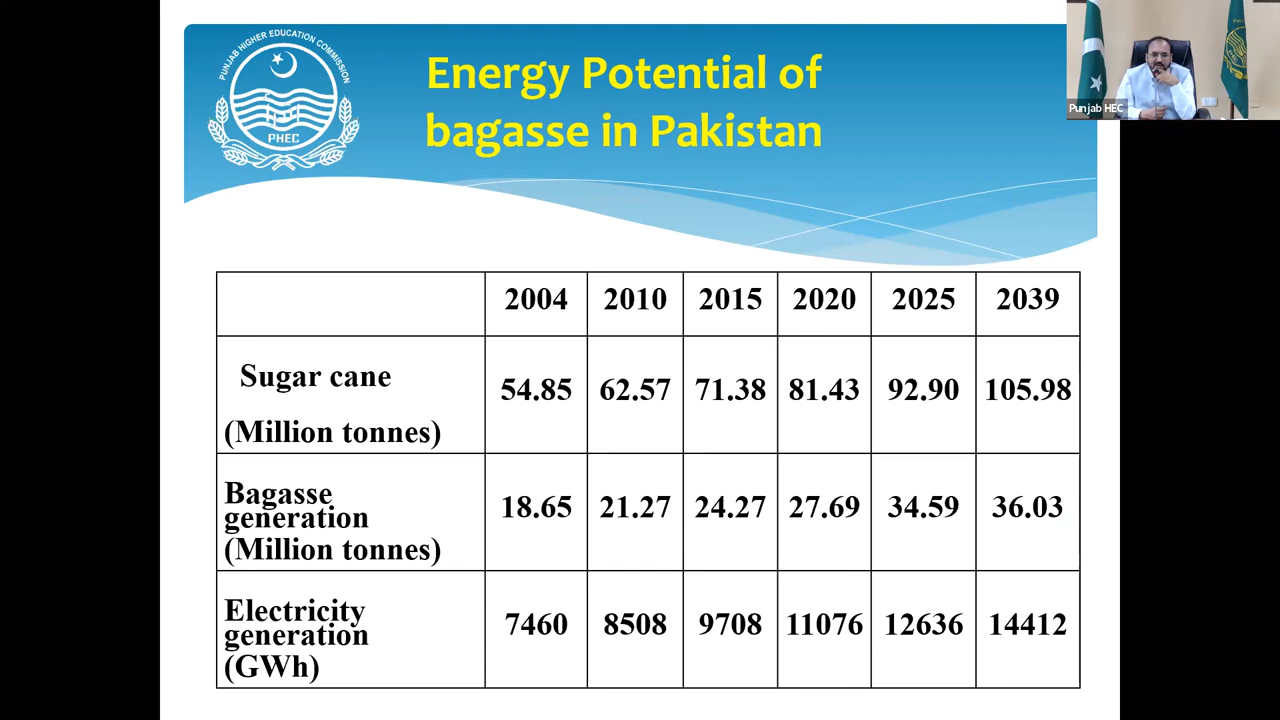 PUNJAB HIGHER EDUCATION COMMISSION
PHEC
Energy Potential of
bagasse in Pakistan
Punjab HEC
2004 2010 2015 2020 2025 2039
Sugar cane
(Million tonnes)
54.85 62.57 71.38 81.43 92.90 105.98
Bagasse
generation
(Million tonnes)
18.65 21.27 24.27 27.69 34.59 36.03
Electricity
generation
(GWh)
7460 8508 9708 11076 12636 14412